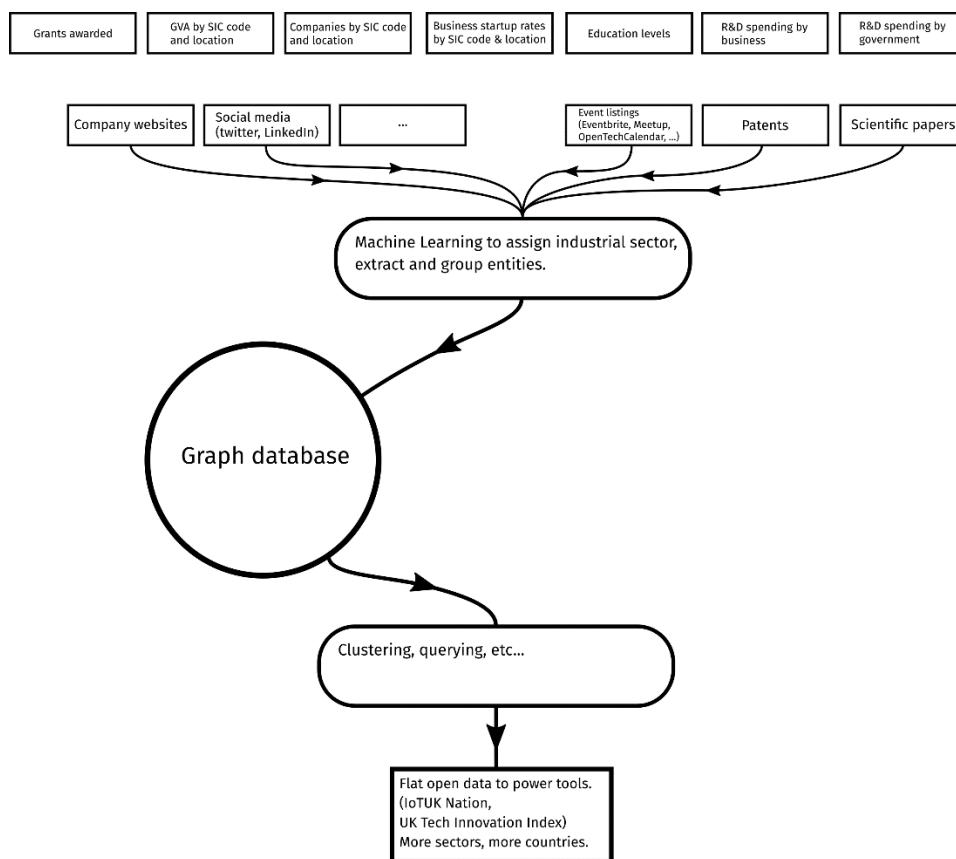 Grants awarded
GVA by SIC code
and location
Companies by SIC code
and location
Business startup rates
by SIC code & location
Education levels
R&D spending by
business
R&D spending by
government
Company websites
Social media
(twitter, LinkedIn)
...
Event listings
(Eventbrite, Meetup,
OpenTechCalendar, ...)
Patents
Scientific papers
Machine Learning to assign industrial sector,
extract and group entities.
Graph database
Clustering, querying, etc...
Flat open data to power tools.
(IoTUK Nation,
UK Tech Innovation Index)
More sectors, more countries.